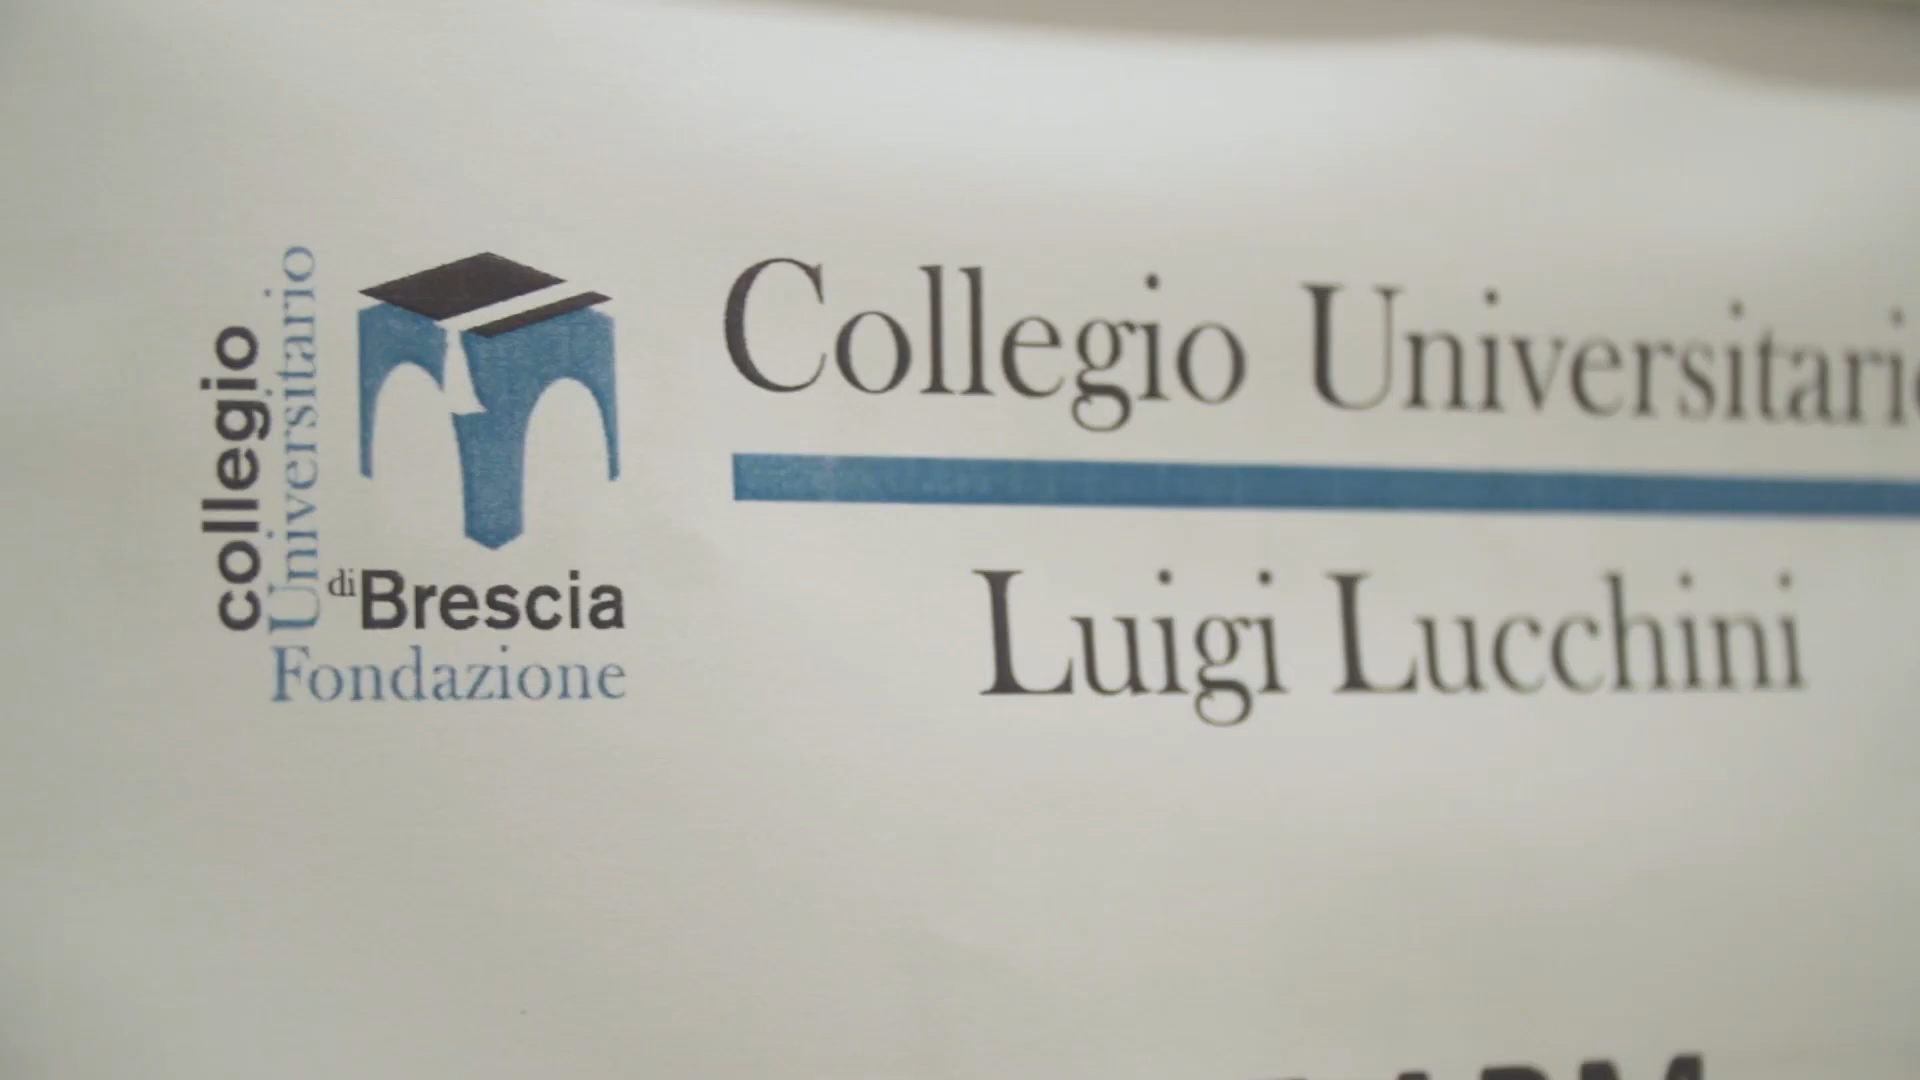 collegio
Universitario
di Brescia
Fondazione
Collegio Universitario
Luigi Lucchini